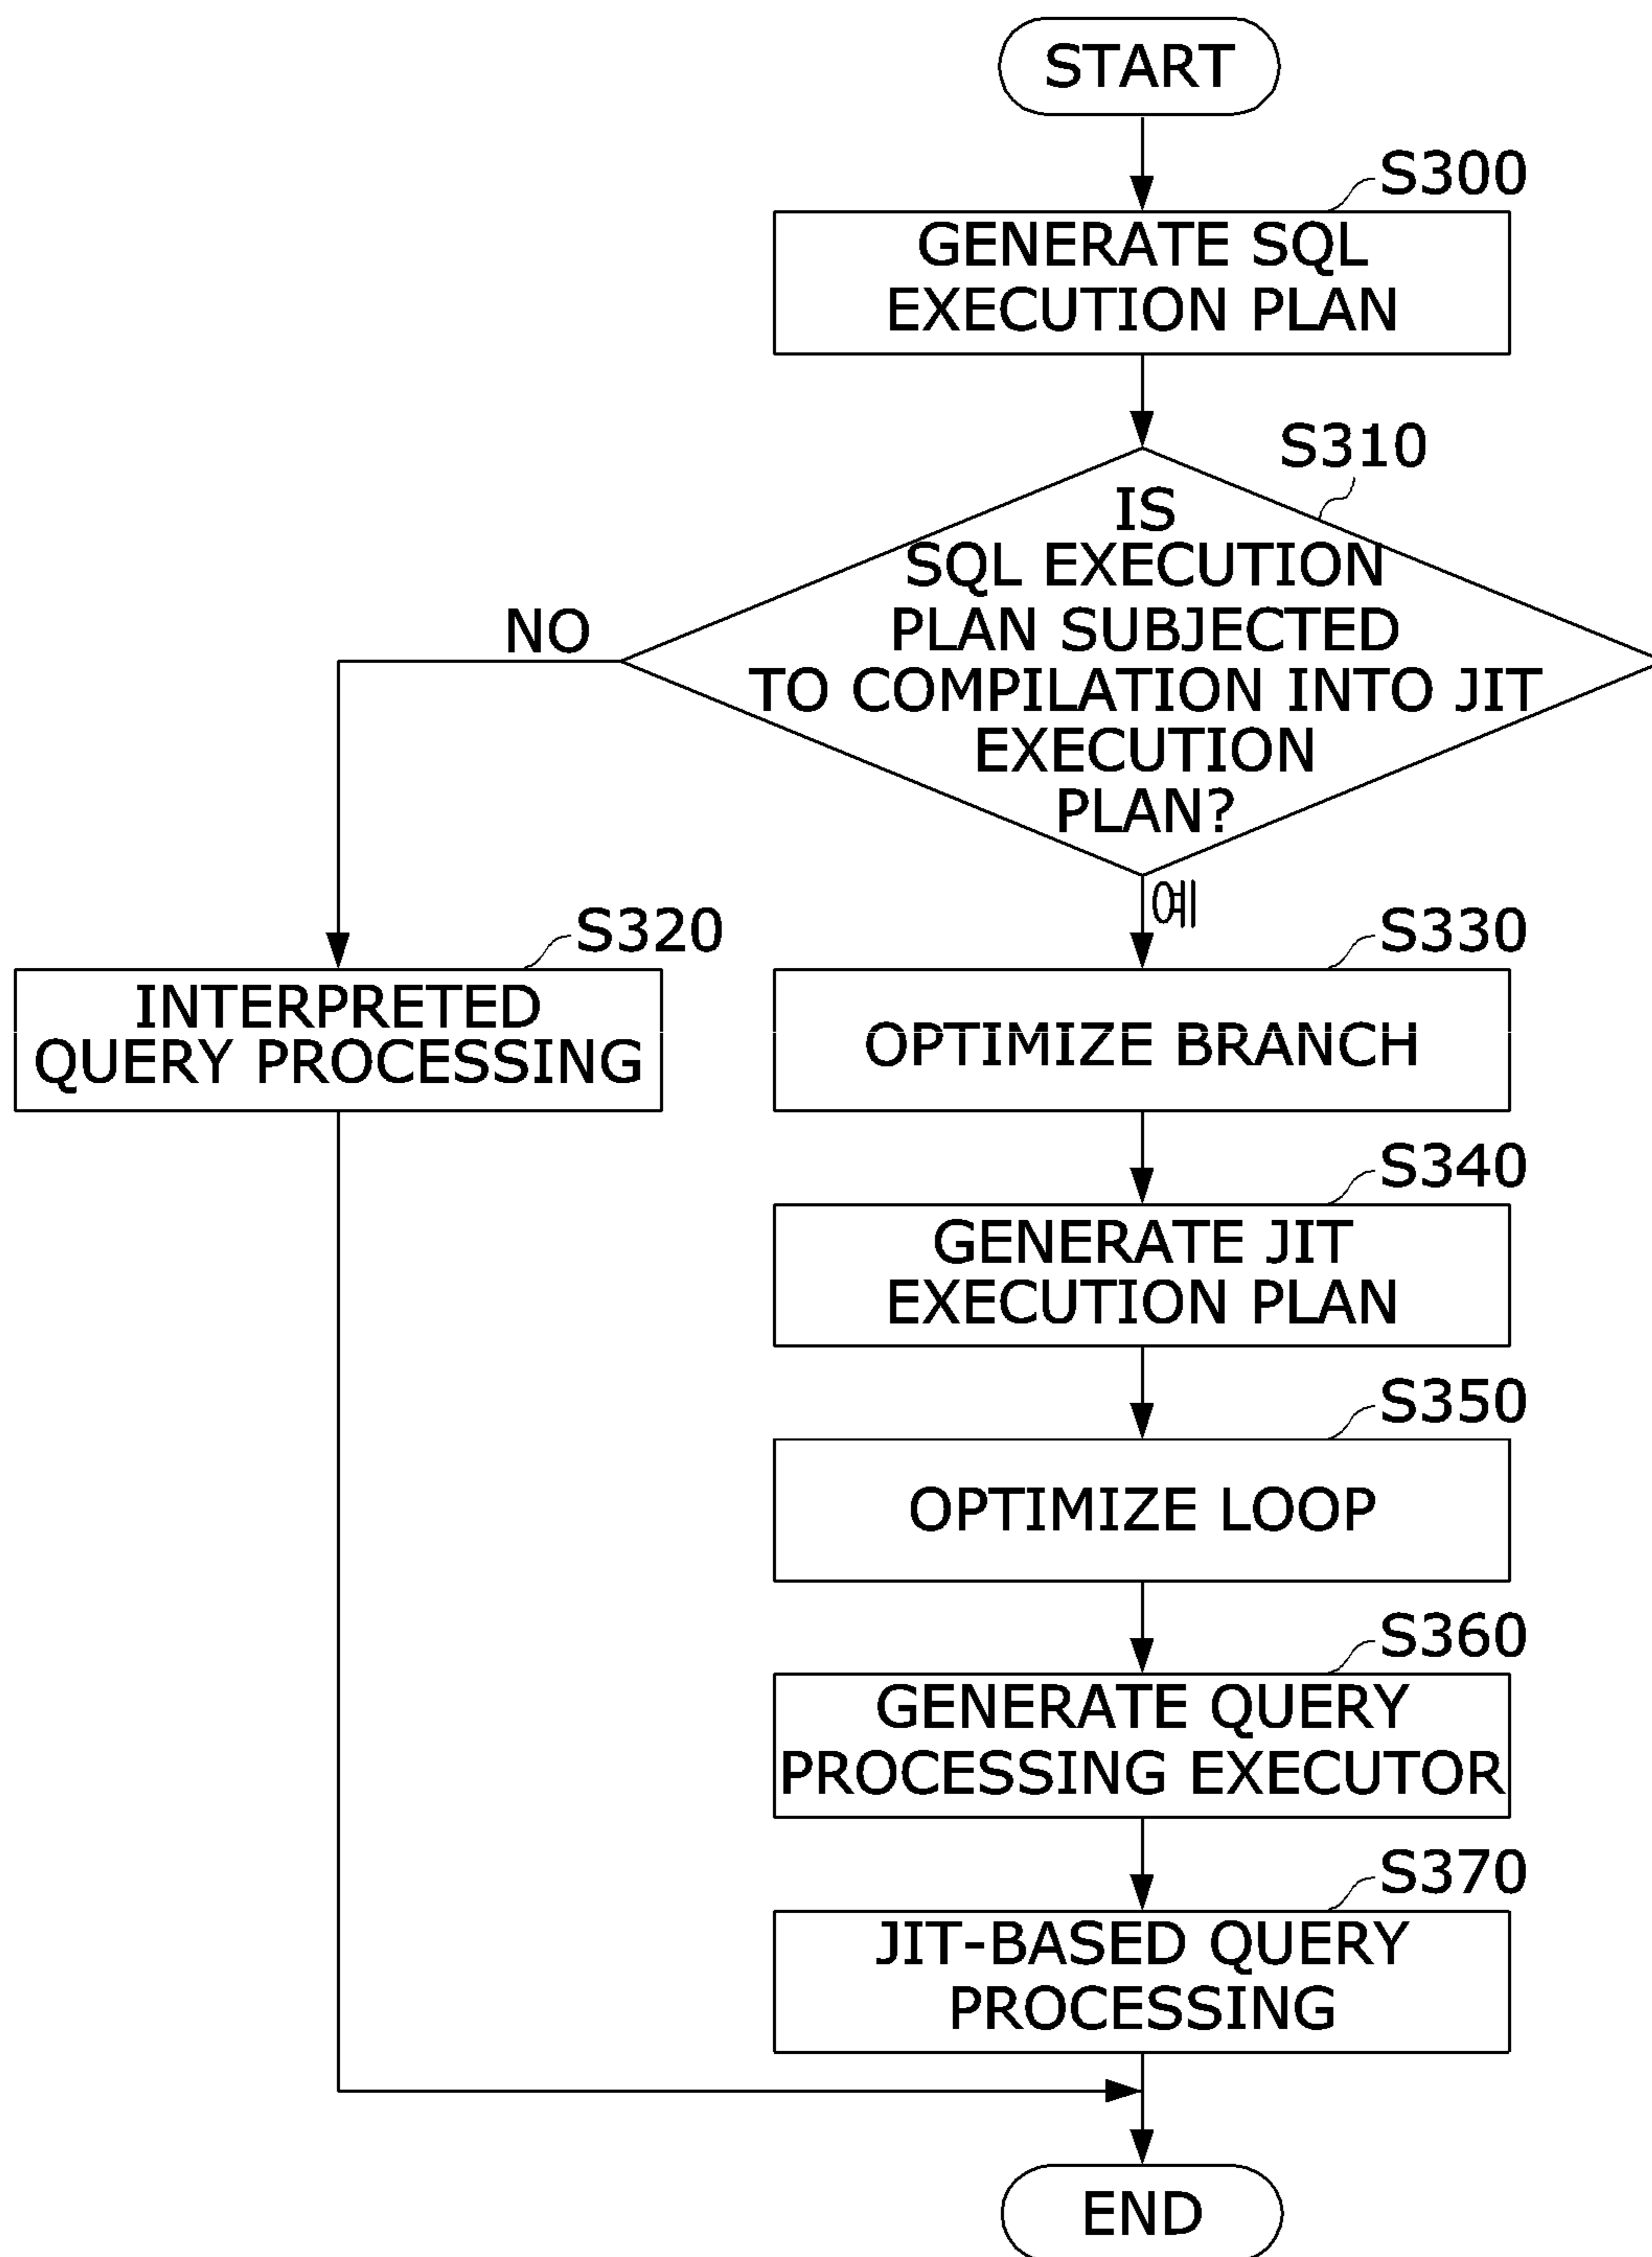 START
S300
GENERATE SQL
EXECUTION PLAN
S310
IS
SQL EXECUTION
PLAN SUBJECTED
TO COMPILATION INTO JIT
EXECUTION
PLAN?
NO
예
S320
INTERPRETED
QUERY PROCESSING
S330
OPTIMIZE BRANCH
S340
GENERATE JIT
EXECUTION PLAN
S350
OPTIMIZE LOOP
S360
GENERATE QUERY
PROCESSING EXECUTOR
S370
JIT-BASED QUERY
PROCESSING
END